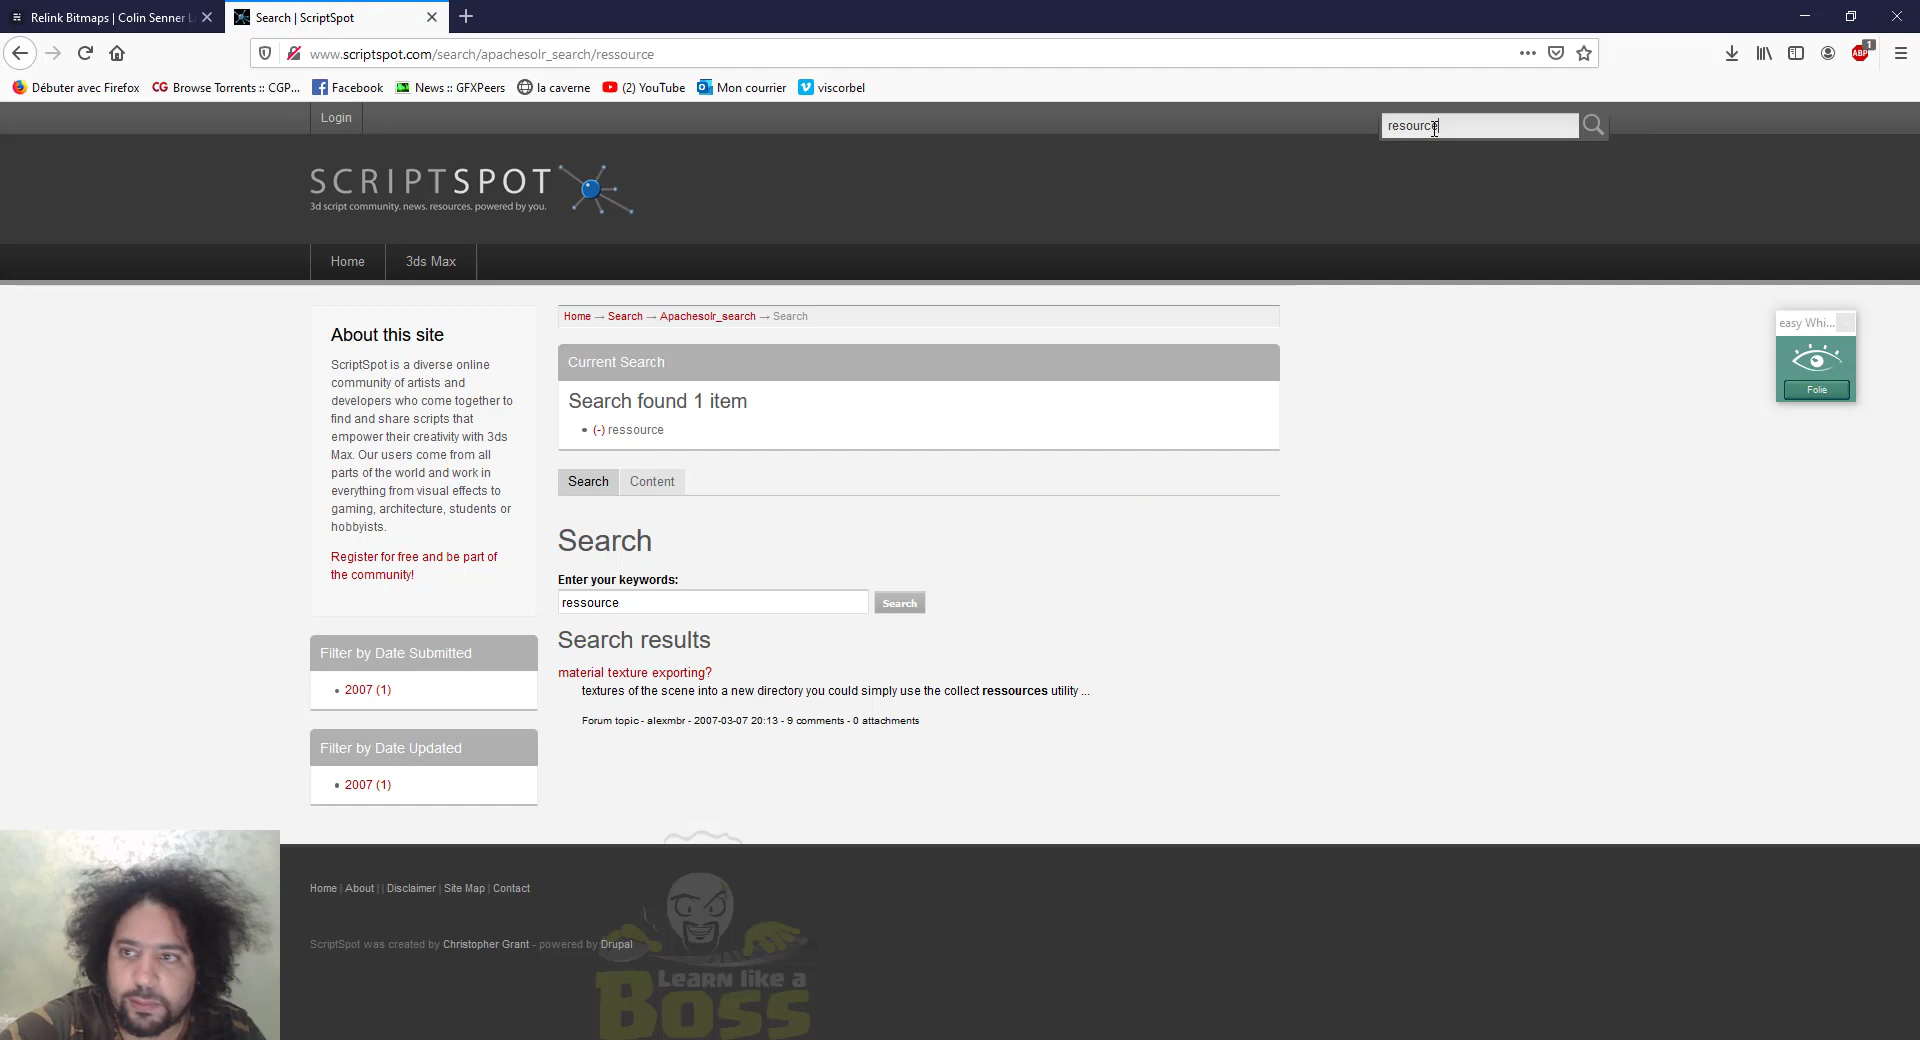 Relink Bitmaps | Colin Senner
Search | ScriptSpot
www.scriptspot.com/search/apachesolr_search/ressource
Débuter avec Firefox
CG Browse Torrents :: CGP...
Facebook
News :: GFXPeers
la caverne
(2) YouTube
Mon courrier
viscorbel
ABP
1
Login
resource
SCRIPTSPOT
3d script community. news. resources. powered by you.
Home
3ds Max
About this site
ScriptSpot is a diverse online
community of artists and
developers who come together to
find and share scripts that
empower their creativity with 3ds
Max. Our users come from all
parts of the world and work in
everything from visual effects to
gaming, architecture, students or
hobbyists.
Register for free and be part of
the community!
Filter by Date Submitted
2007 (1)
Filter by Date Updated
2007 (1)
Home → Search → Apachesolr_search → Search
Current Search
Search found 1 item
(-) ressource
Search
Content
Search
Enter your keywords:
ressource
Search
Search results
material texture exporting?
textures of the scene into a new directory you could simply use the collect ressources utility ...
Forum topic - alexmbr - 2007-03-07 20:13 - 9 comments - 0 attachments
easy Whi...
Folie
Home | About | | Disclaimer | Site Map | Contact
ScriptSpot was created by Christopher Grant - powered by Drupal
Learn like a
Boss